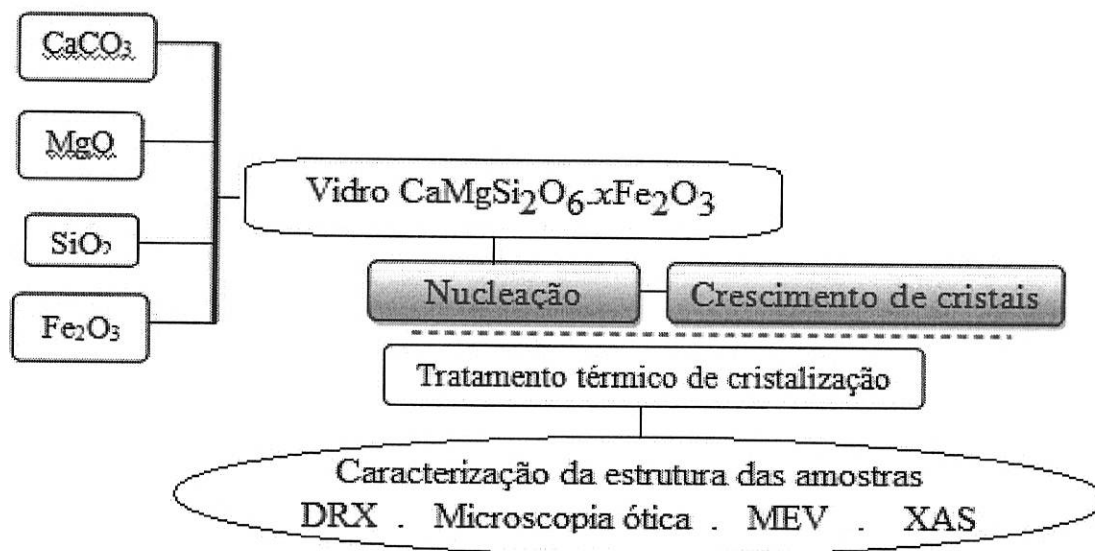 CaCO₃
MgO
SiO₂
Fe₂O₃
Vidro CaMgSi₂O₆.xFe₂O₃
Nucleação
Crescimento de cristais
Tratamento térmico de cristalização
Caracterização da estrutura das amostras
DRX . Microscopia ótica . MEV . XAS